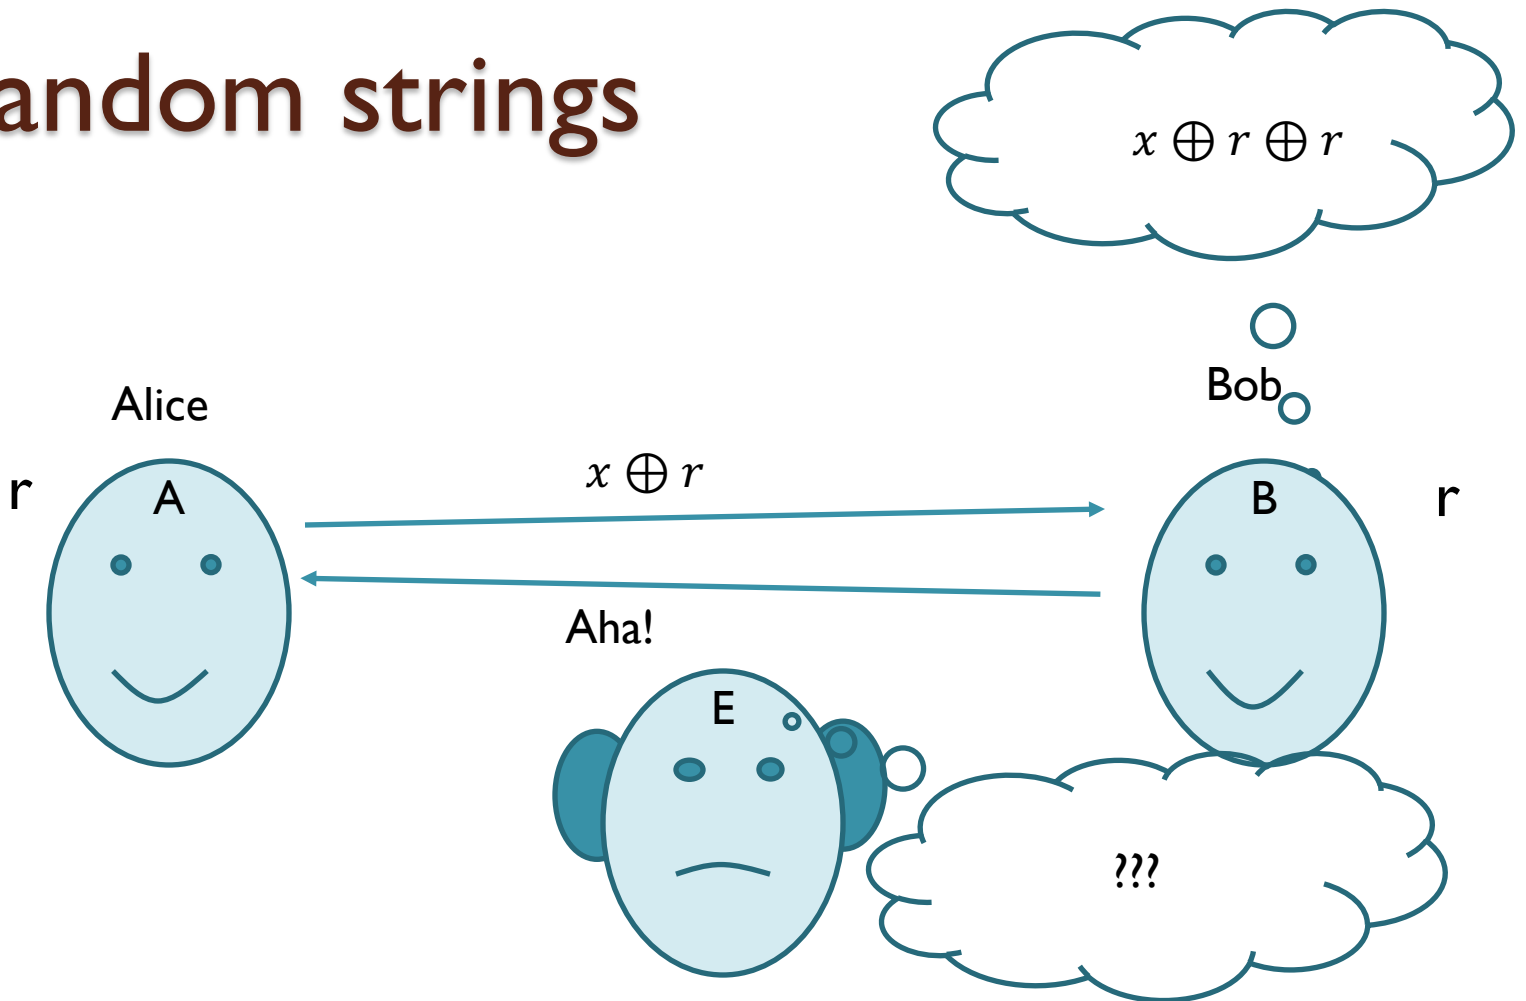 andom strings
x ⊕ r ⊕ r
Alice
Bob
x ⊕ r
r
A
B
r
Aha!
E
???